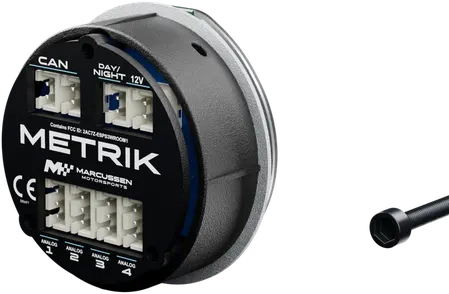 CAN
DAY/
NIGHT 12V
Contains FCC ID: 2AC7Z-ESPS3WROOM1
METRIK
M MARCUSSEN
MOTORSPORTS
CE
ANALOG ANALOG ANALOG ANALOG
1 2 3 4